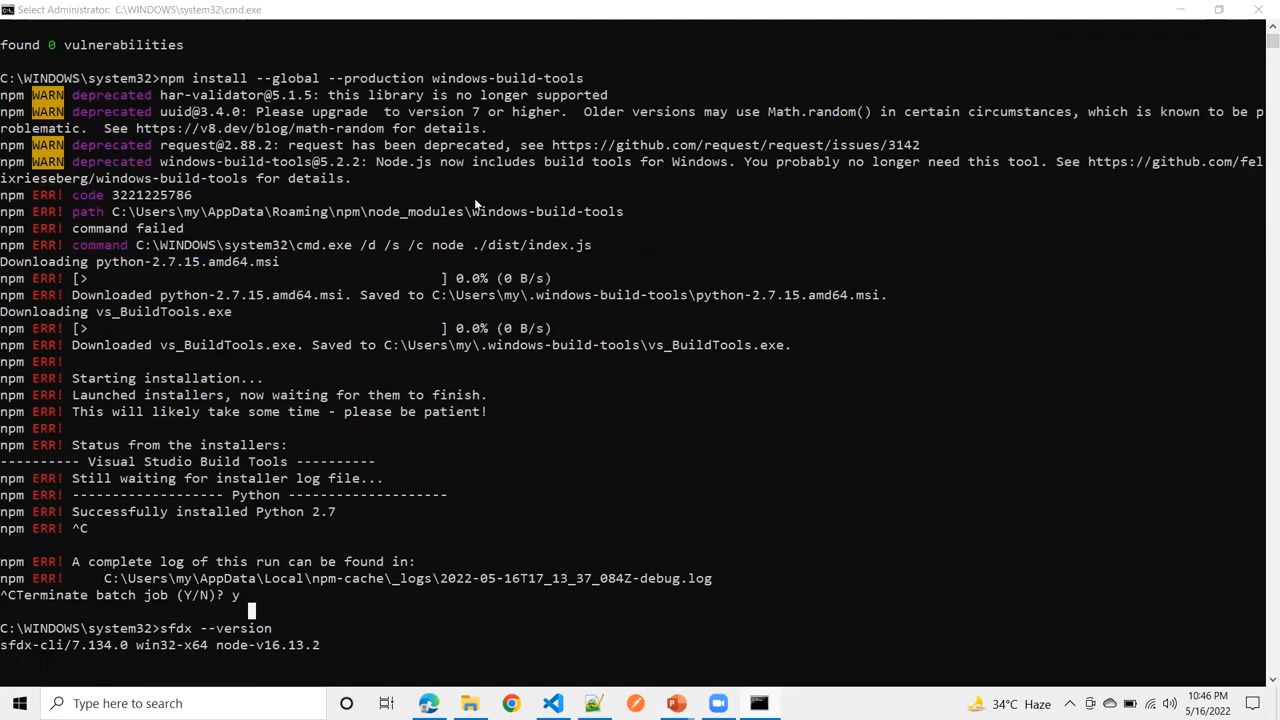 Select Administrator: C:\WINDOWS\system32\cmd.exe
found 0 vulnerabilities
C:\WINDOWS\system32>npm install --global --production windows-build-tools
npm WARN deprecated har-validator@5.1.5: this library is no longer supported
npm WARN deprecated uuid@3.4.0: Please upgrade  to version 7 or higher.  Older versions may use Math.random() in certain circumstances, which is known to be p
roblematic.  See https://v8.dev/blog/math-random for details.
npm WARN deprecated request@2.88.2: request has been deprecated, see https://github.com/request/request/issues/3142
npm WARN deprecated windows-build-tools@5.2.2: Node.js now includes build tools for Windows. You probably no longer need this tool. See https://github.com/fel
ixrieseberg/windows-build-tools for details.
npm ERR! code 3221225786
npm ERR! path C:\Users\my\AppData\Roaming\npm\node_modules\windows-build-tools
npm ERR! command failed
npm ERR! command C:\WINDOWS\system32\cmd.exe /d /s /c node ./dist/index.js
Downloading python-2.7.15.amd64.msi
npm ERR! [>                                             ] 0.0% (0 B/s)
npm ERR! Downloaded python-2.7.15.amd64.msi. Saved to C:\Users\my\.windows-build-tools\python-2.7.15.amd64.msi.
Downloading vs_BuildTools.exe
npm ERR! [>                                             ] 0.0% (0 B/s)
npm ERR! Downloaded vs_BuildTools.exe. Saved to C:\Users\my\.windows-build-tools\vs_BuildTools.exe.
npm ERR!
npm ERR! Starting installation...
npm ERR! Launched installers, now waiting for them to finish.
npm ERR! This will likely take some time - please be patient!
npm ERR!
npm ERR! Status from the installers:
---------- Visual Studio Build Tools ----------
npm ERR! Still waiting for installer log file...
npm ERR! ------------------- Python --------------------
npm ERR! Successfully installed Python 2.7
npm ERR! ^C
npm ERR! A complete log of this run can be found in:
npm ERR!     C:\Users\my\AppData\Local\npm-cache\_logs\2022-05-16T17_13_37_084Z-debug.log
^CTerminate batch job (Y/N)? y
C:\WINDOWS\system32>sfdx --version
sfdx-cli/7.134.0 win32-x64 node-v16.13.2
Type here to search
34°C Haze
10:46 PM
5/16/2022